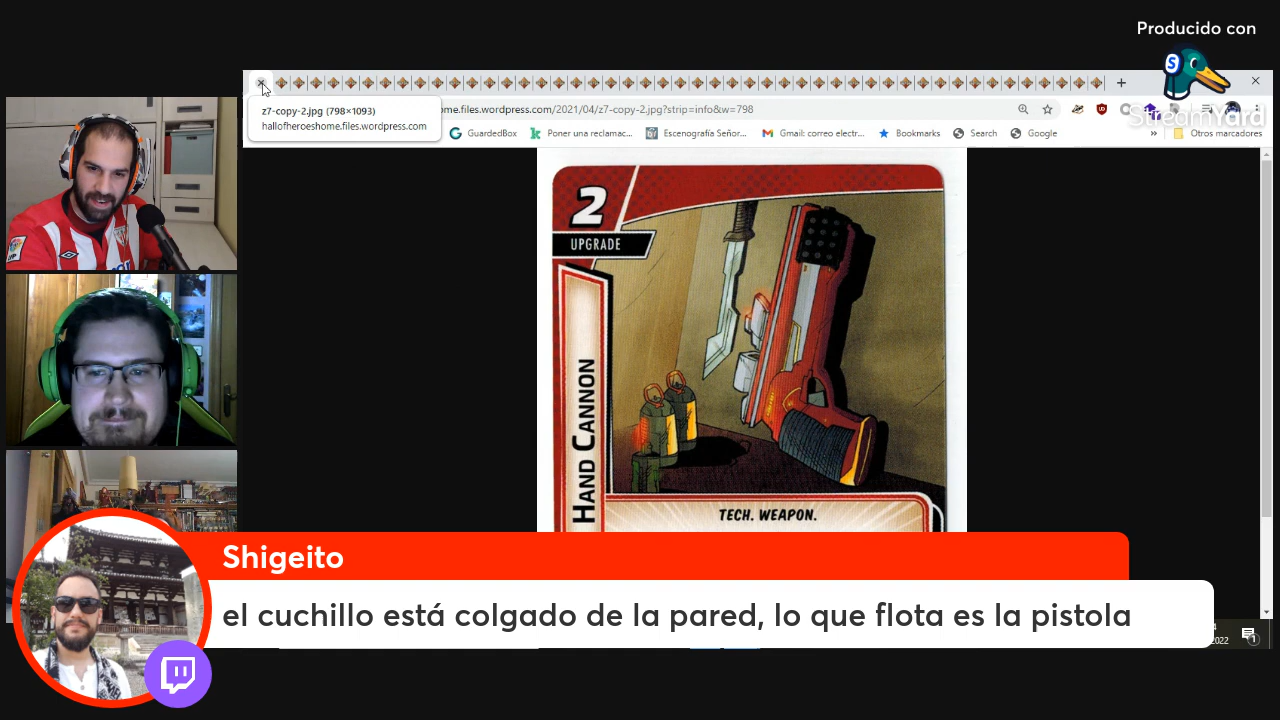 Producido con
StreamYard
z7-copy-2.jpg (798×1093)
hallofheroeshome.files.wordpress.com
ome.files.wordpress.com/2021/04/z7-copy-2.jpg?strip=info&w=798
GuardedBox
Poner una reclamac...
Escenografía Señor...
Gmail: correo electr...
Bookmarks
Search
Google
»
Otros marcadores
2
UPGRADE
HAND CANNON
TECH. WEAPON.
Shigeito
el cuchillo está colgado de la pared, lo que flota es la pistola
2022
1